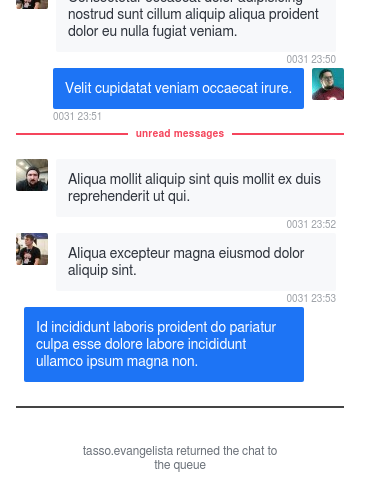 nostrud sunt cillum aliquip aliqua proident
dolor eu nulla fugiat veniam.
0031 23:50
Velit cupidatat veniam occaecat irure.
0031 23:51
unread messages
Aliqua mollit aliquip sint quis mollit ex duis
reprehenderit ut qui.
0031 23:52
Aliqua excepteur magna eiusmod dolor
aliquip sint.
0031 23:53
Id incididunt laboris proident do pariatur
culpa esse dolore labore incididunt
ullamco ipsum magna non.
tasso.evangelista returned the chat to
the queue